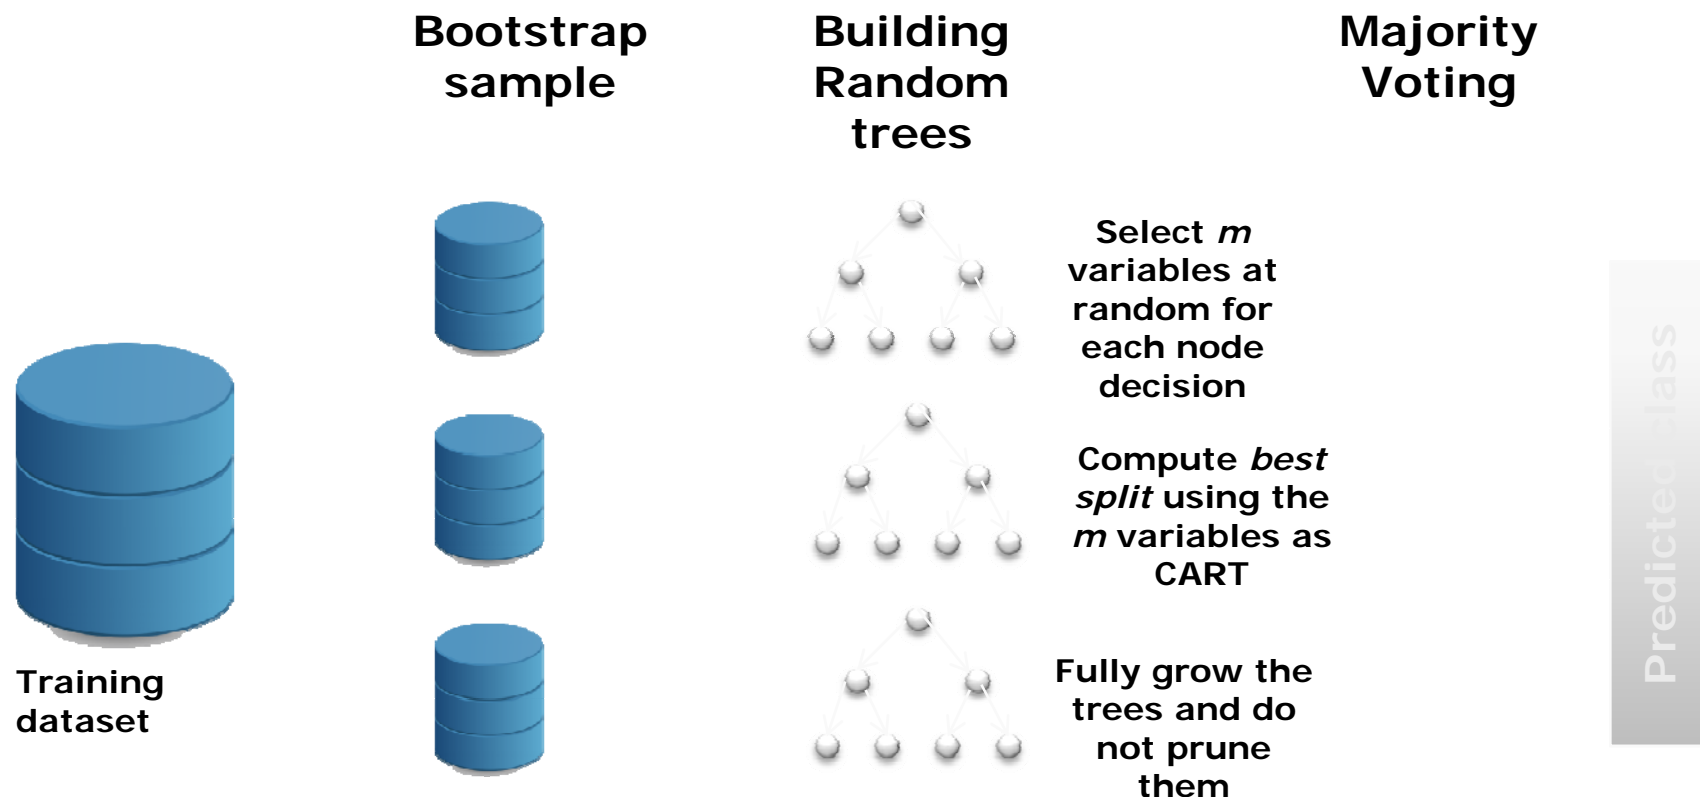 Bootstrap
sample
Building
Random
trees
Majority
Voting
Training
dataset
Select m
variables at
random for
each node
decision
Compute best
split using the
m variables as
CART
Fully grow the
trees and do
not prune
them
Predicted class